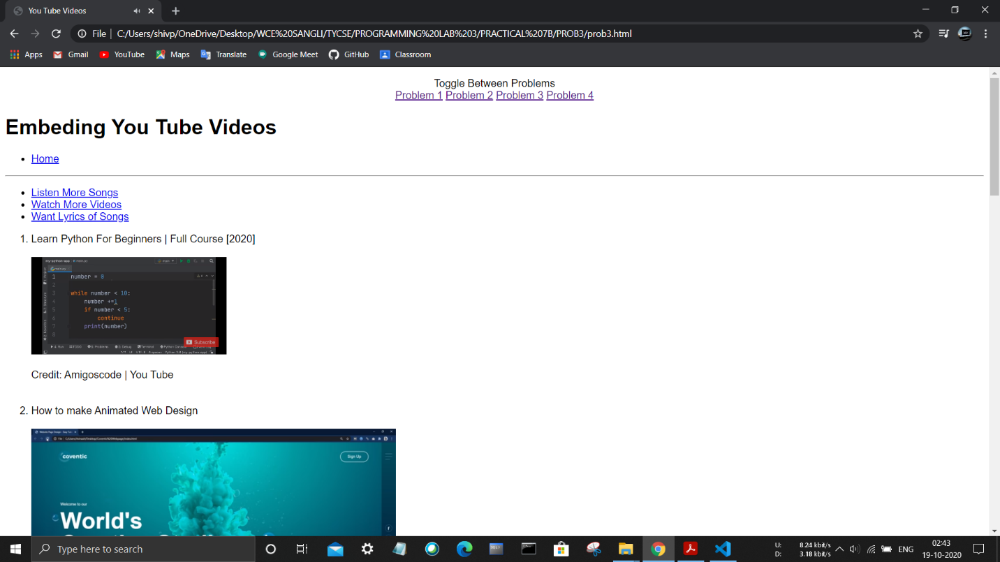 You Tube Videos
File | C:/Users/shivp/OneDrive/Desktop/WCE%20SANGLI/TYCSE/PROGRAMMING%20LAB%203/PRACTICAL%207B/PROB3/prob3.html
Apps Gmail YouTube Maps Translate Google Meet GitHub Classroom
Toggle Between Problems
Problem 1 Problem 2 Problem 3 Problem 4
Embeding You Tube Videos
Home
Listen More Songs
Watch More Videos
Want Lyrics of Songs
1. Learn Python For Beginners | Full Course [2020]
1 number = 0
2
3 while number < 10:
4 number +=1
5 if number < 5:
6 continue
7 print(number)
8
Subscribe
Credit: Amigoscode | You Tube
2. How to make Animated Web Design
coventic Sign Up
Welcome to our
World's
Type here to search
U: 8.24 kbit/s
D: 3.18 kbit/s
ENG
02:43
19-10-2020